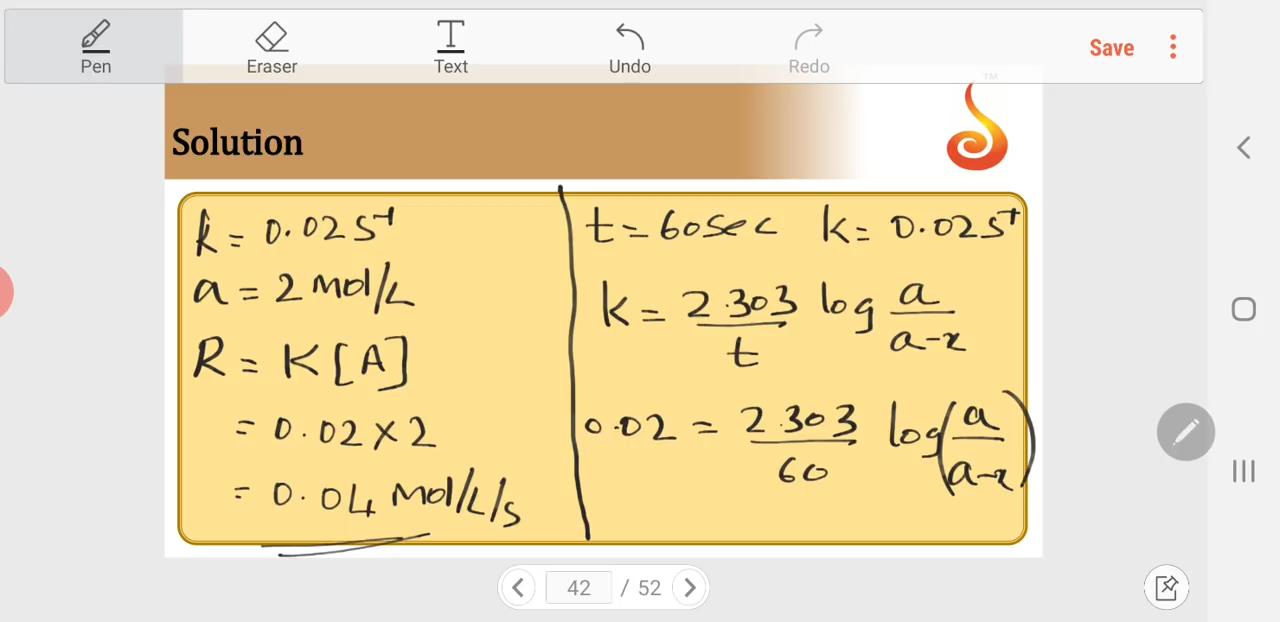 Pen
Eraser
Text
Undo
Redo
Save
TM
Solution
k = 0.02 s⁻¹
a = 2 mol/L
R = K[A]
= 0.02 × 2
= 0.04 mol/L/s
t = 60 sec k = 0.02 s⁻¹
k = 2.303/t log a/a-x
0.02 = 2.303/60 log(a/a-x)
42 / 52